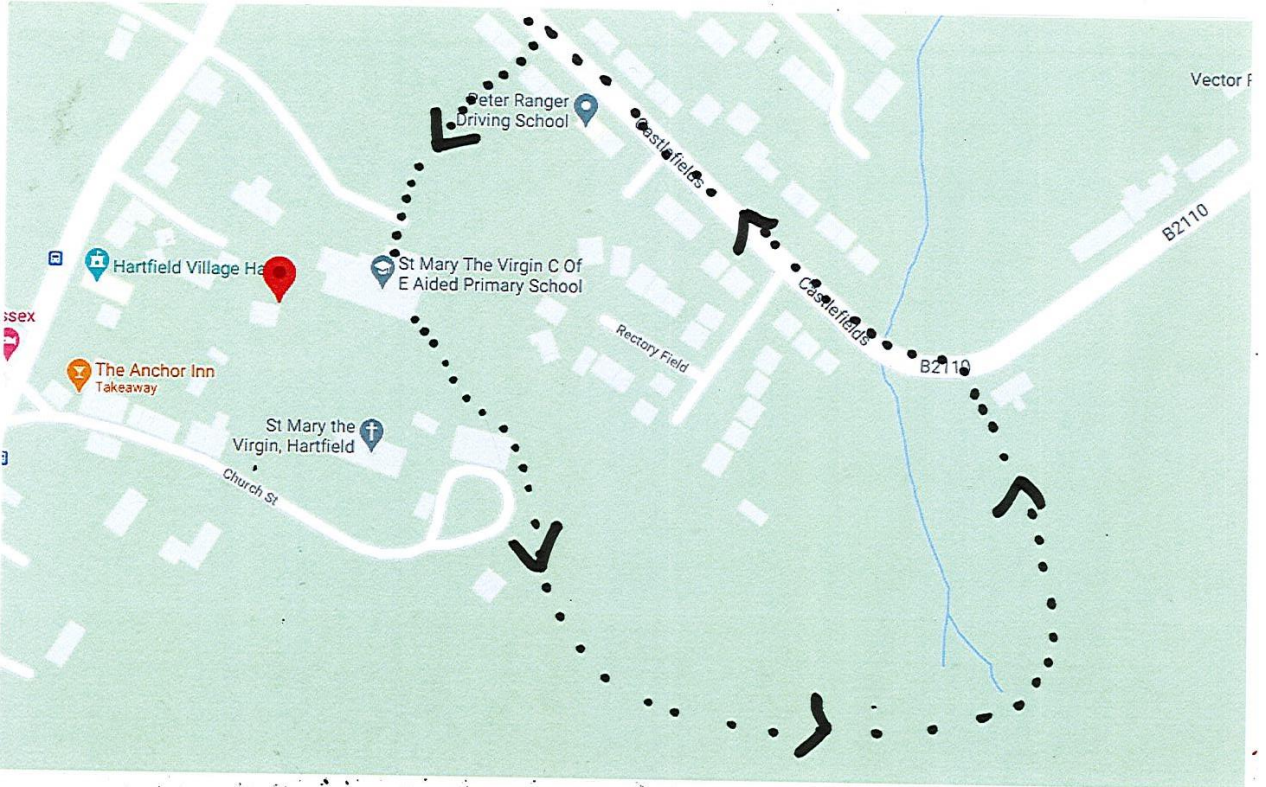 Vector
Peter Ranger
Driving School
Castlefields
B2110
Hartfield Village
St Mary The Virgin C Of
E Aided Primary School
Castlefields
Rectory Field
B2110
ssex
The Anchor Inn
Takeaway
St Mary the
Virgin, Hartfield
Church St